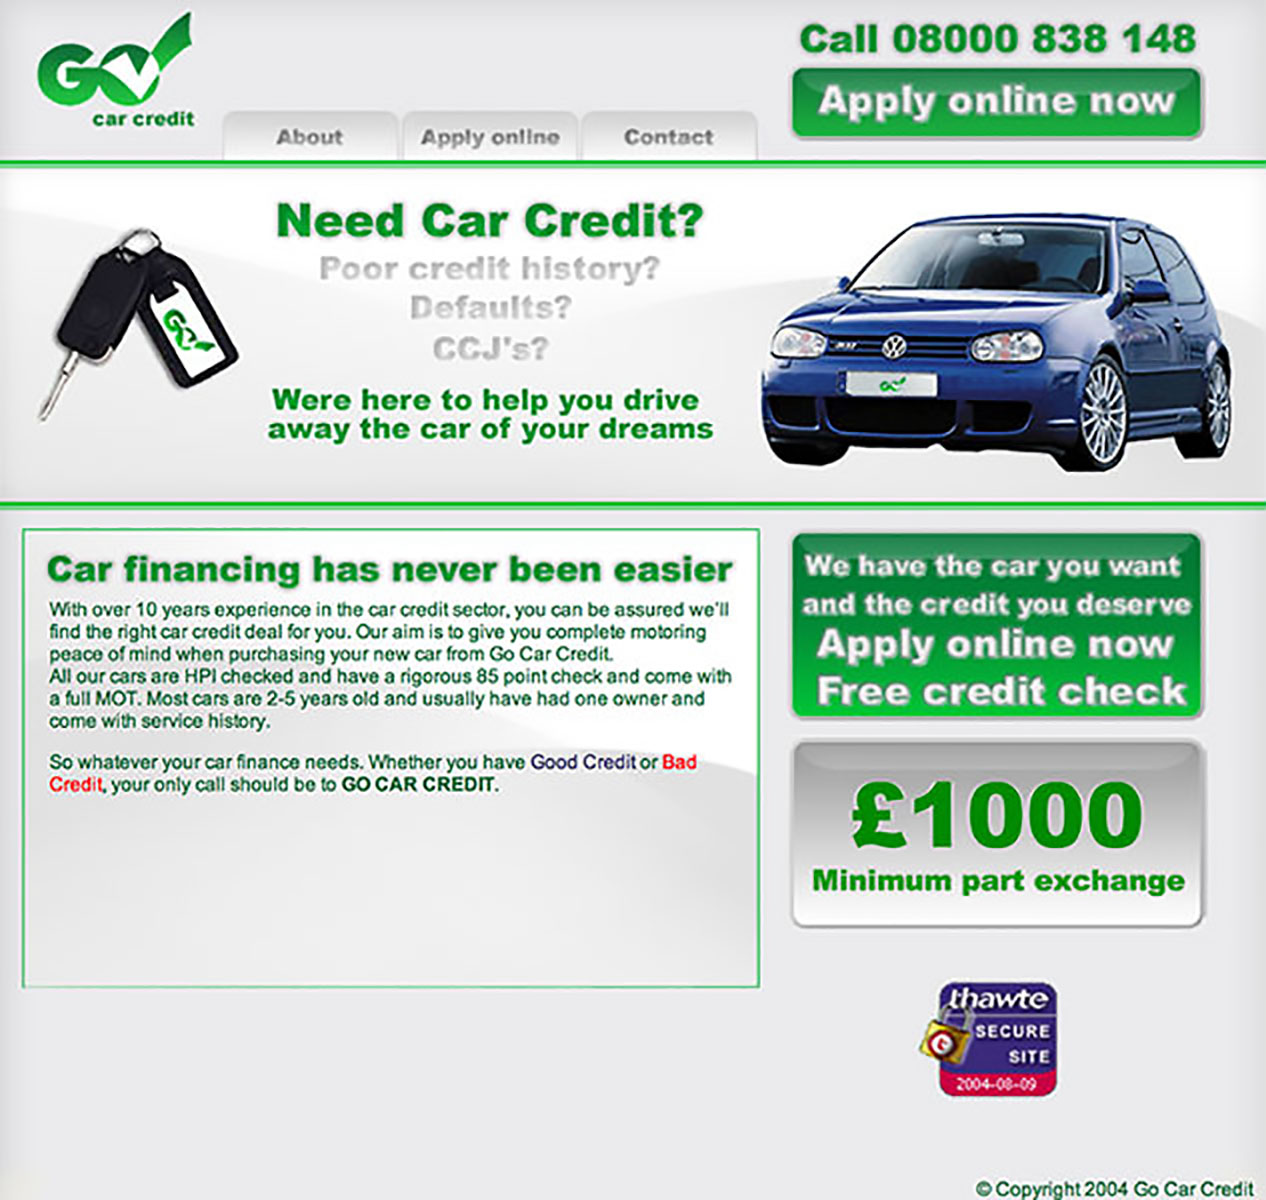 GO
car credit
Call 08000 838 148
Apply online now
About
Apply online
Contact
Need Car Credit?
Poor credit history?
Defaults?
CCJ's?
Were here to help you drive
away the car of your dreams
GO
GO
Car financing has never been easier
With over 10 years experience in the car credit sector, you can be assured we'll
find the right car credit deal for you. Our aim is to give you complete motoring
peace of mind when purchasing your new car from Go Car Credit.
All our cars are HPI checked and have a rigorous 85 point check and come with
a full MOT. Most cars are 2-5 years old and usually have had one owner and
come with service history.
So whatever your car finance needs. Whether you have Good Credit or Bad
Credit, your only call should be to GO CAR CREDIT.
We have the car you want
and the credit you deserve
Apply online now
Free credit check
£1000
Minimum part exchange
thawte
SECURE
SITE
2004-08-09
© Copyright 2004 Go Car Credit